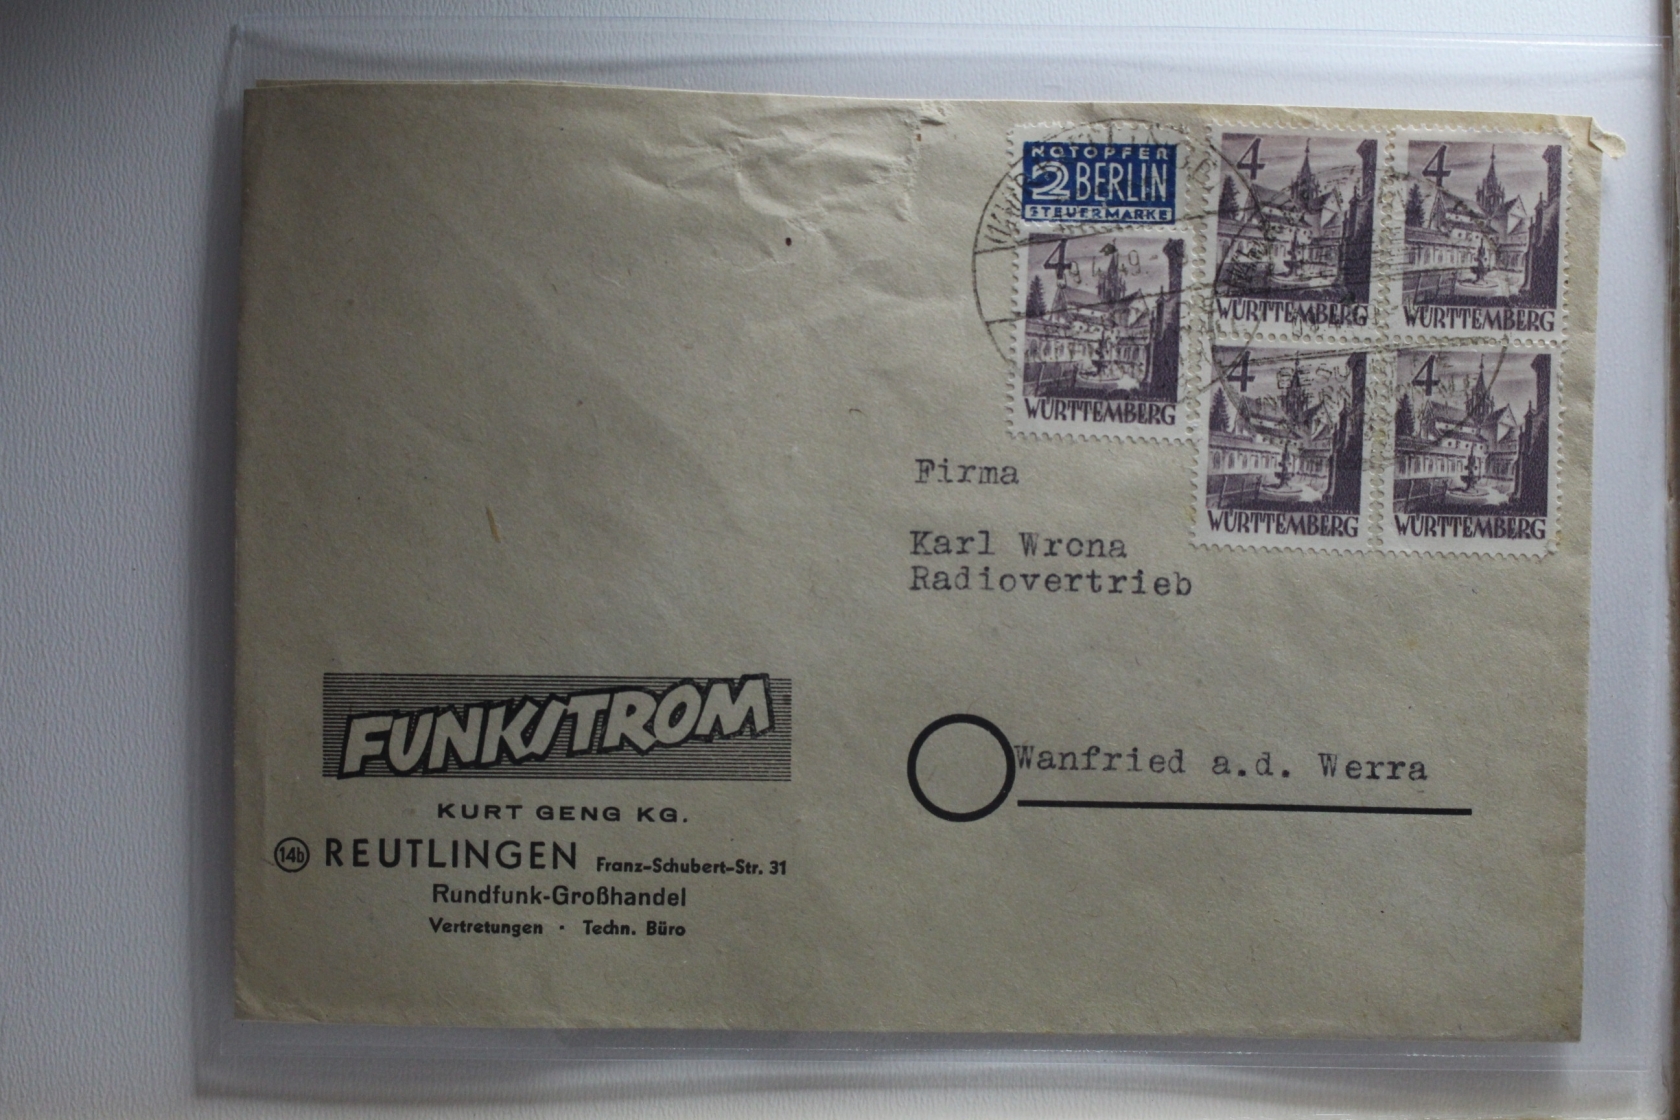 NOTOPFER
2 BERLIN
STEUERMARKE
4
WÜRTTEMBERG
4
WÜRTTEMBERG
4
WÜRTTEMBERG
4
WÜRTTEMBERG
4
WÜRTTEMBERG
Firma
Karl Wrona
Radiovertrieb
Wanfried a.d. Werra
FUNKSTROM
KURT GENG KG.
14b REUTLINGEN Franz-Schubert-Str. 31
Rundfunk-Großhandel
Vertretungen · Techn. Büro